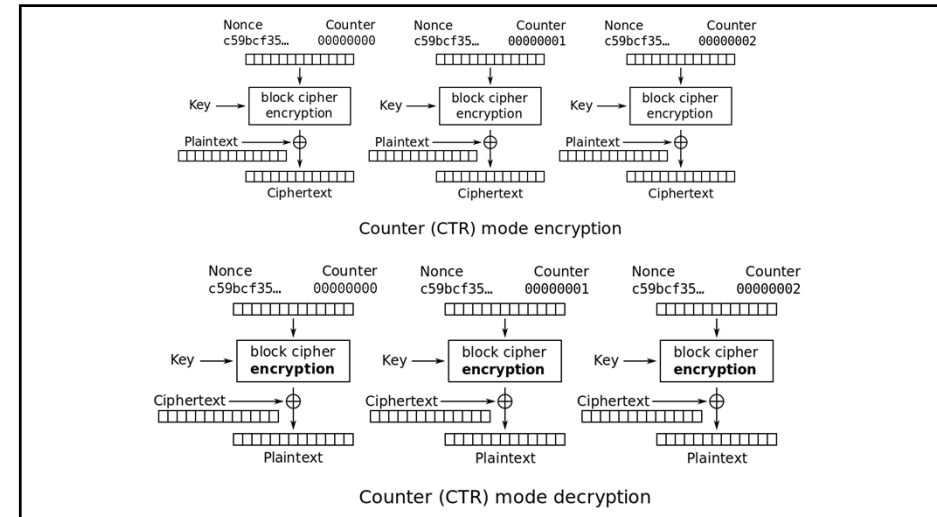 Nonce Counter Nonce Counter Nonce Counter
c59bcf35… 00000000 c59bcf35… 00000001 c59bcf35… 00000002
Key block cipher encryption Key block cipher encryption Key block cipher encryption
Plaintext Plaintext Plaintext
Ciphertext Ciphertext Ciphertext
Counter (CTR) mode encryption
Nonce Counter Nonce Counter Nonce Counter
c59bcf35… 00000000 c59bcf35… 00000001 c59bcf35… 00000002
Key block cipher encryption Key block cipher encryption Key block cipher encryption
Ciphertext Ciphertext Ciphertext
Plaintext Plaintext Plaintext
Counter (CTR) mode decryption